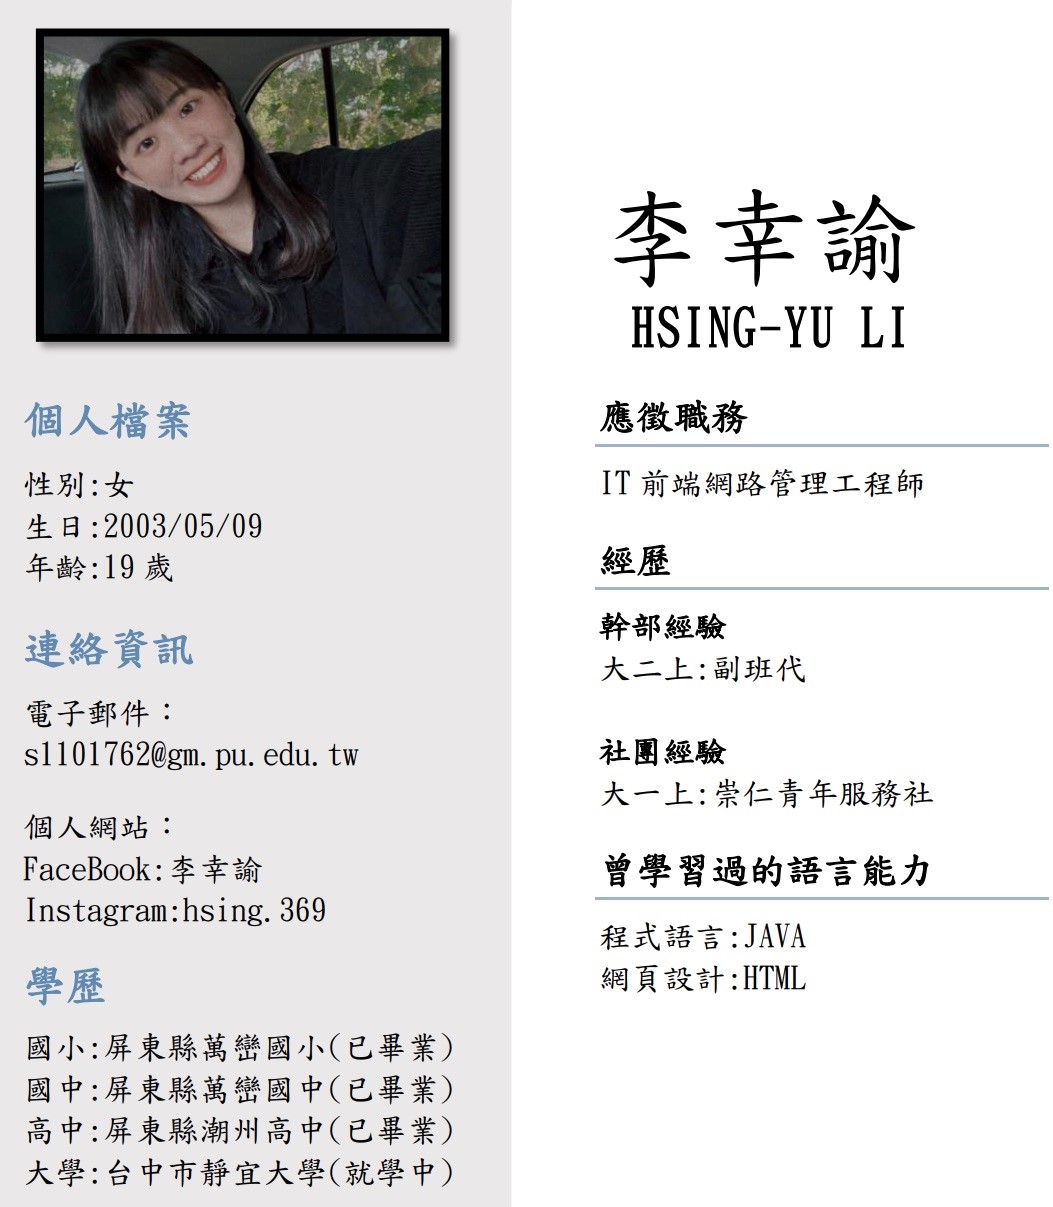 個人檔案
性別:女
生日:2003/05/09
年齡:19 歲
連絡資訊
電子郵件：
s1101762@gm.pu.edu.tw
個人網站：
FaceBook:李幸諭
Instagram:hsing.369
學歷
國小:屏東縣萬巒國小(已畢業)
國中:屏東縣萬巒國中(已畢業)
高中:屏東縣潮州高中(已畢業)
大學:台中市靜宜大學(就學中)
李幸諭
HSING-YU LI
應徵職務
IT 前端網路管理工程師
經歷
幹部經驗
大二上:副班代
社團經驗
大一上:崇仁青年服務社
曾學習過的語言能力
程式語言:JAVA
網頁設計:HTML